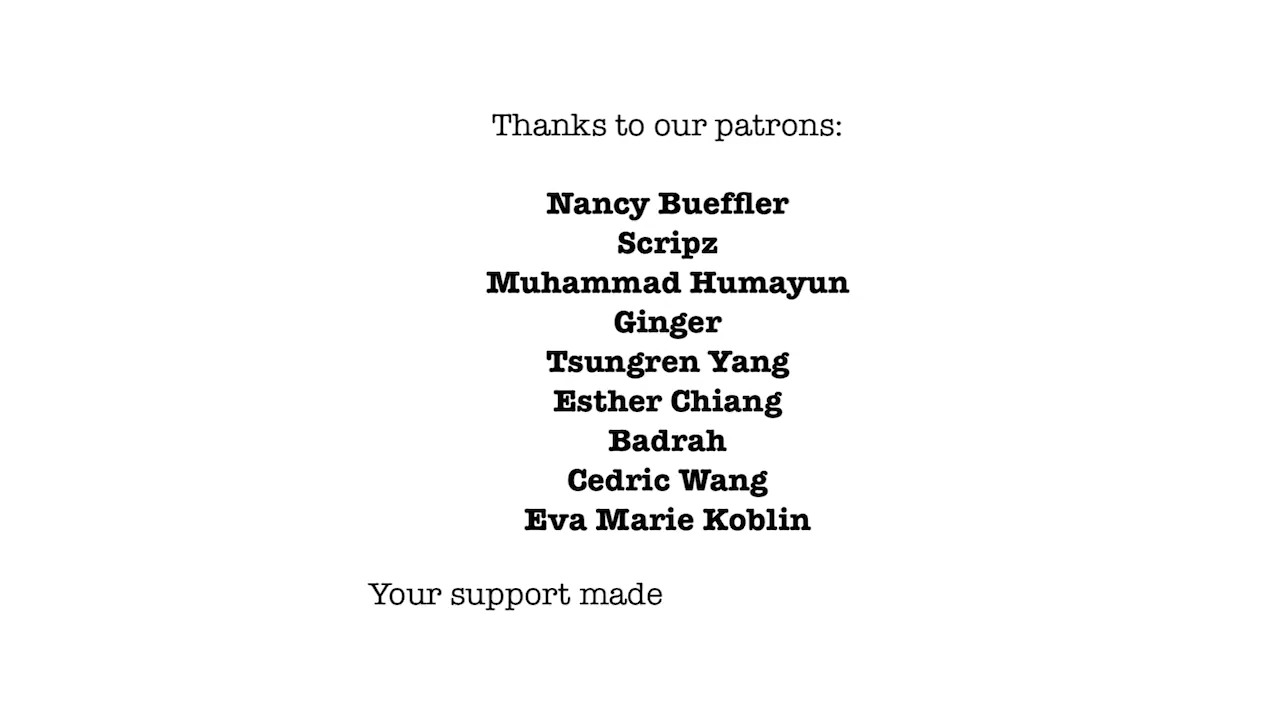 Thanks to our patrons:
Nancy Bueffler
Scripz
Muhammad Humayun
Ginger
Tsungren Yang
Esther Chiang
Badrah
Cedric Wang
Eva Marie Koblin
Your support made